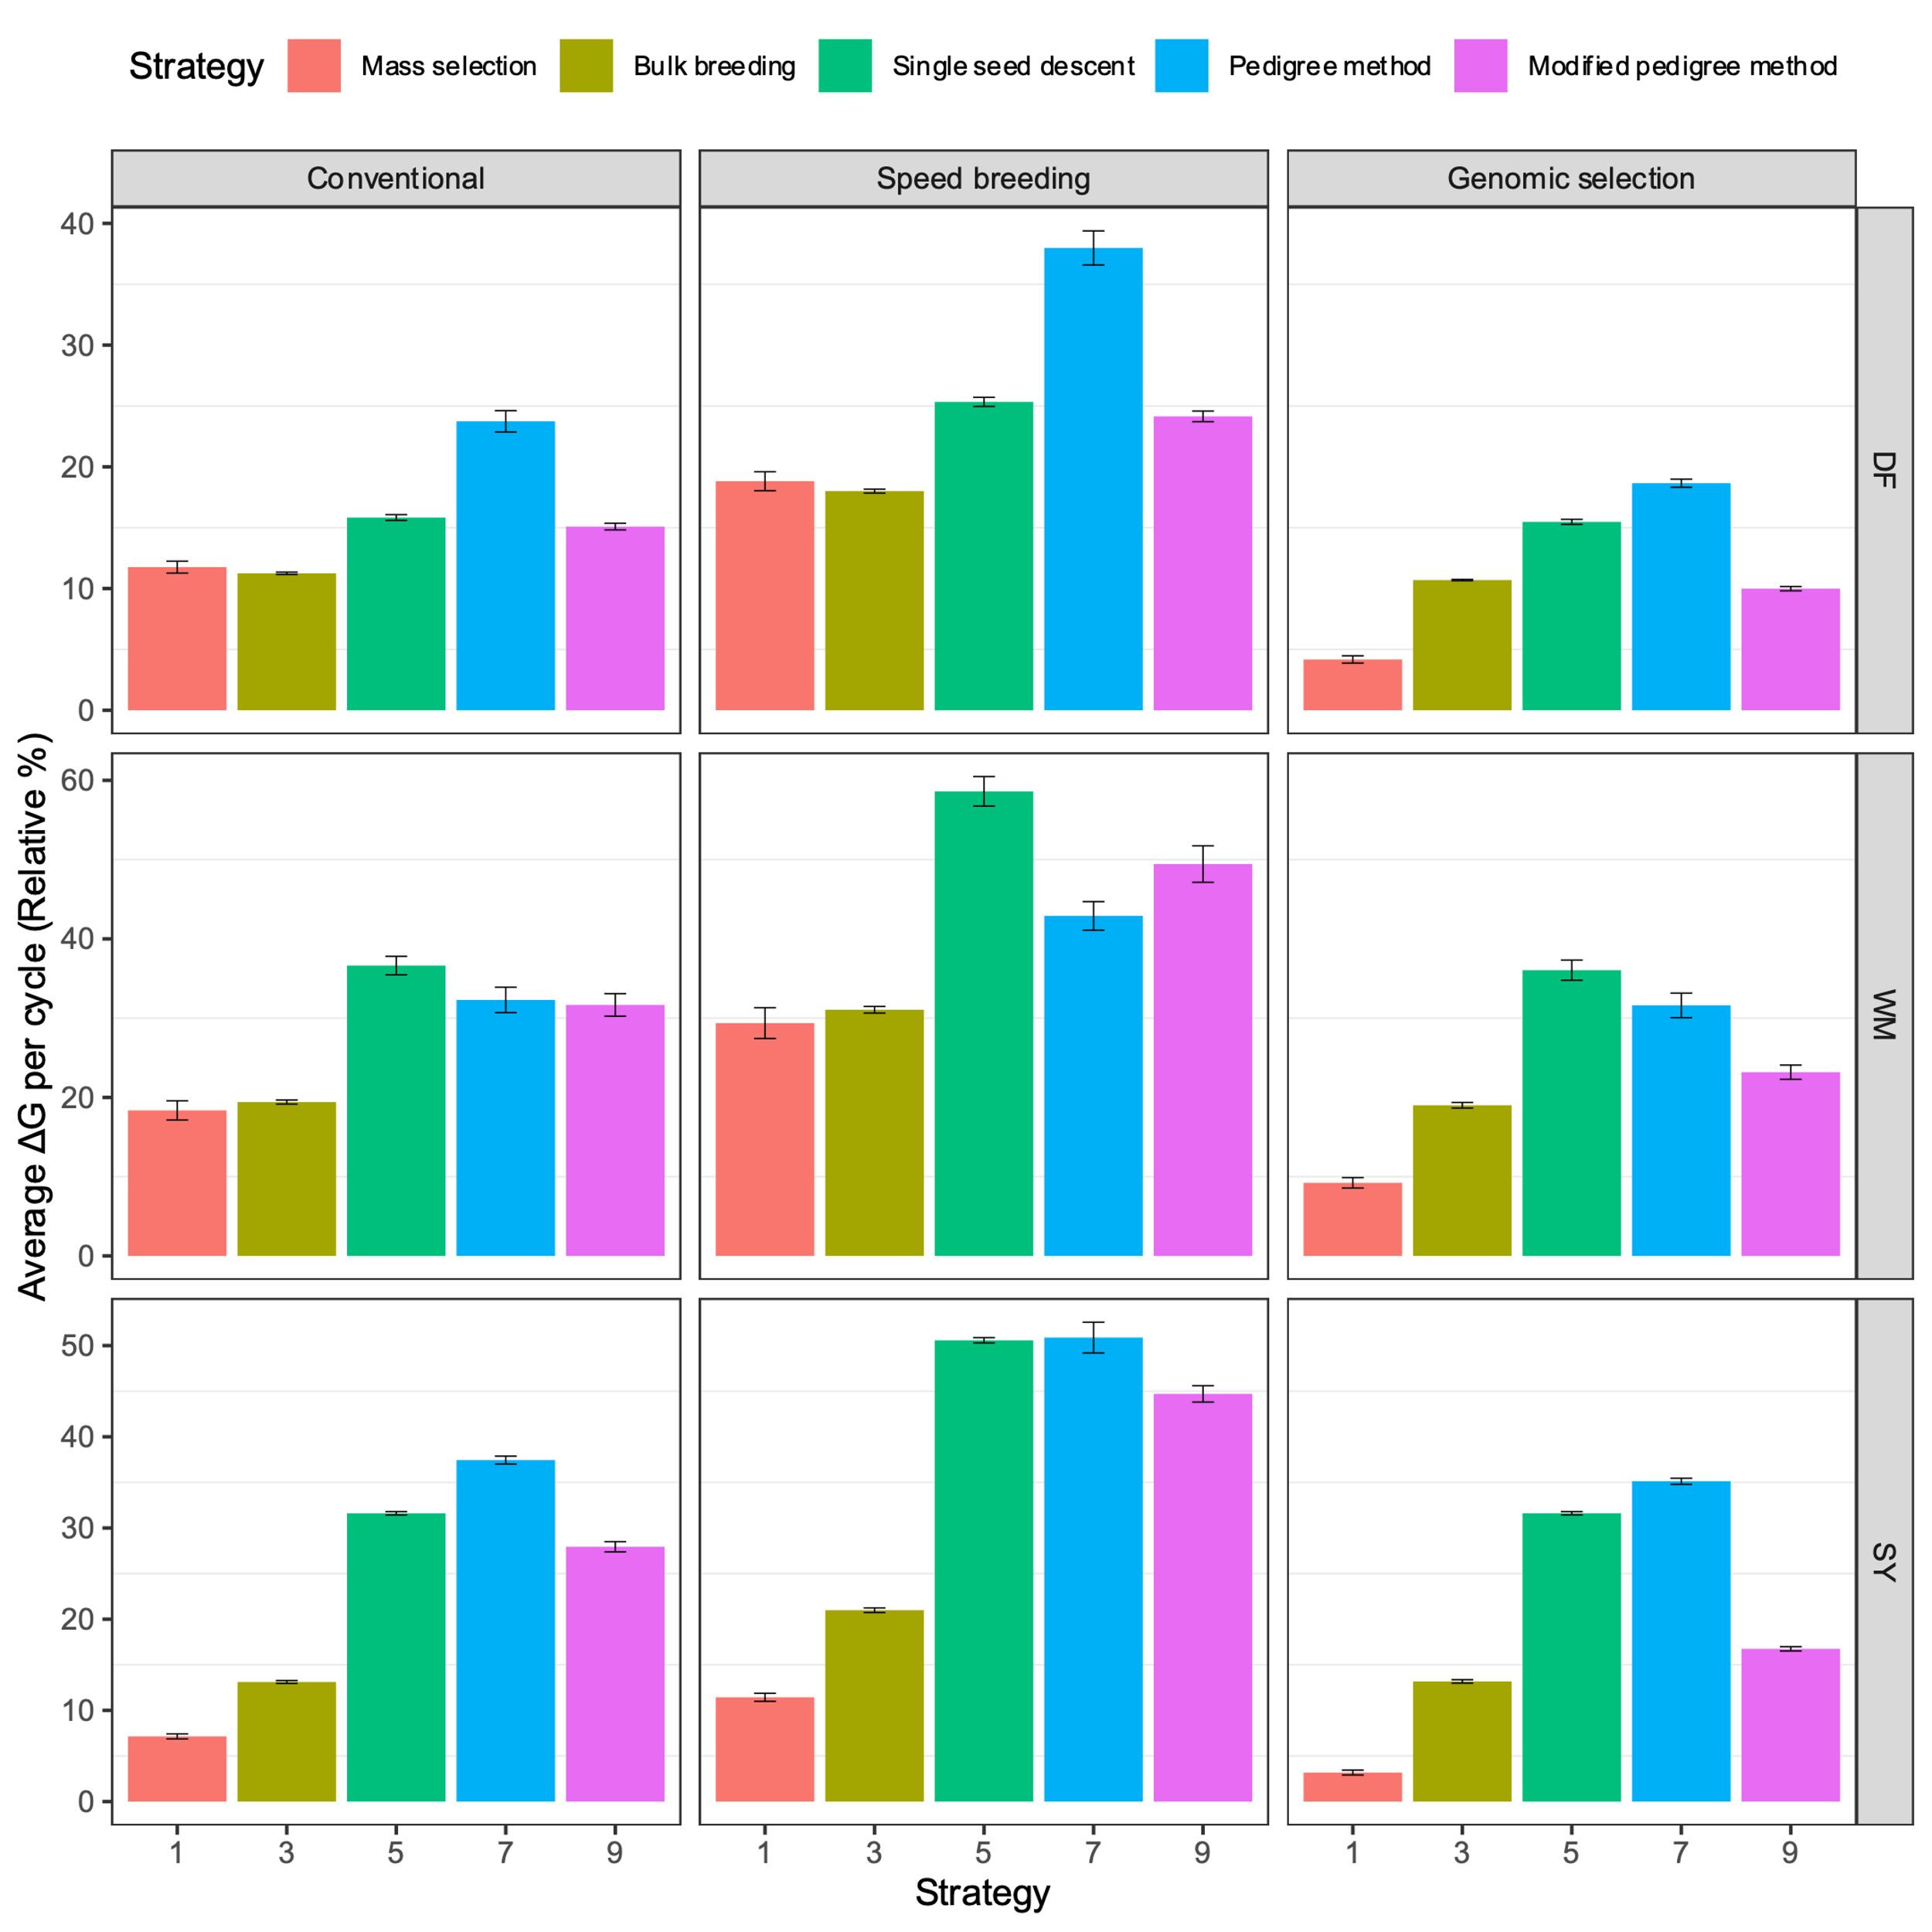 Strategy Mass selection Bulk breeding Single seed descent Pedigree method Modified pedigree method
Conventional Speed breeding Genomic selection
Average ΔG per cycle (Relative %)
40
30
20
10
0
DF
60
40
20
0
WM
50
40
30
20
10
0
SY
1 3 5 7 9 1 3 5 7 9 1 3 5 7 9
Strategy